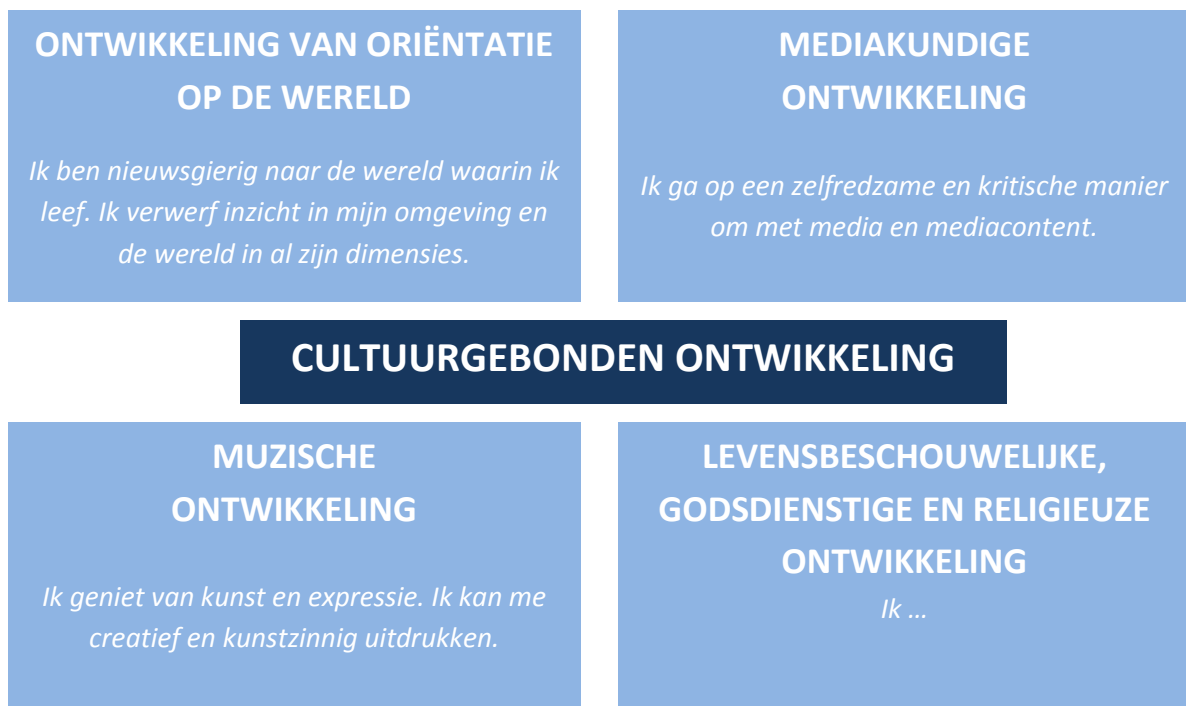 ONTWIKKELING VAN ORIËNTATIE
OP DE WERELD
Ik ben nieuwsgierig naar de wereld waarin ik
leef. Ik verwerf inzicht in mijn omgeving en
de wereld in al zijn dimensies.
MEDIAKUNDIGE
ONTWIKKELING
Ik ga op een zelfredzame en kritische manier
om met media en mediacontent.
CULTUURGEBONDEN ONTWIKKELING
MUZISCHE
ONTWIKKELING
Ik geniet van kunst en expressie. Ik kan me
creatief en kunstzinnig uitdrukken.
LEVENSBESCHOUWELIJKE,
GODSDIENSTIGE EN RELIGIEUZE
ONTWIKKELING
Ik …